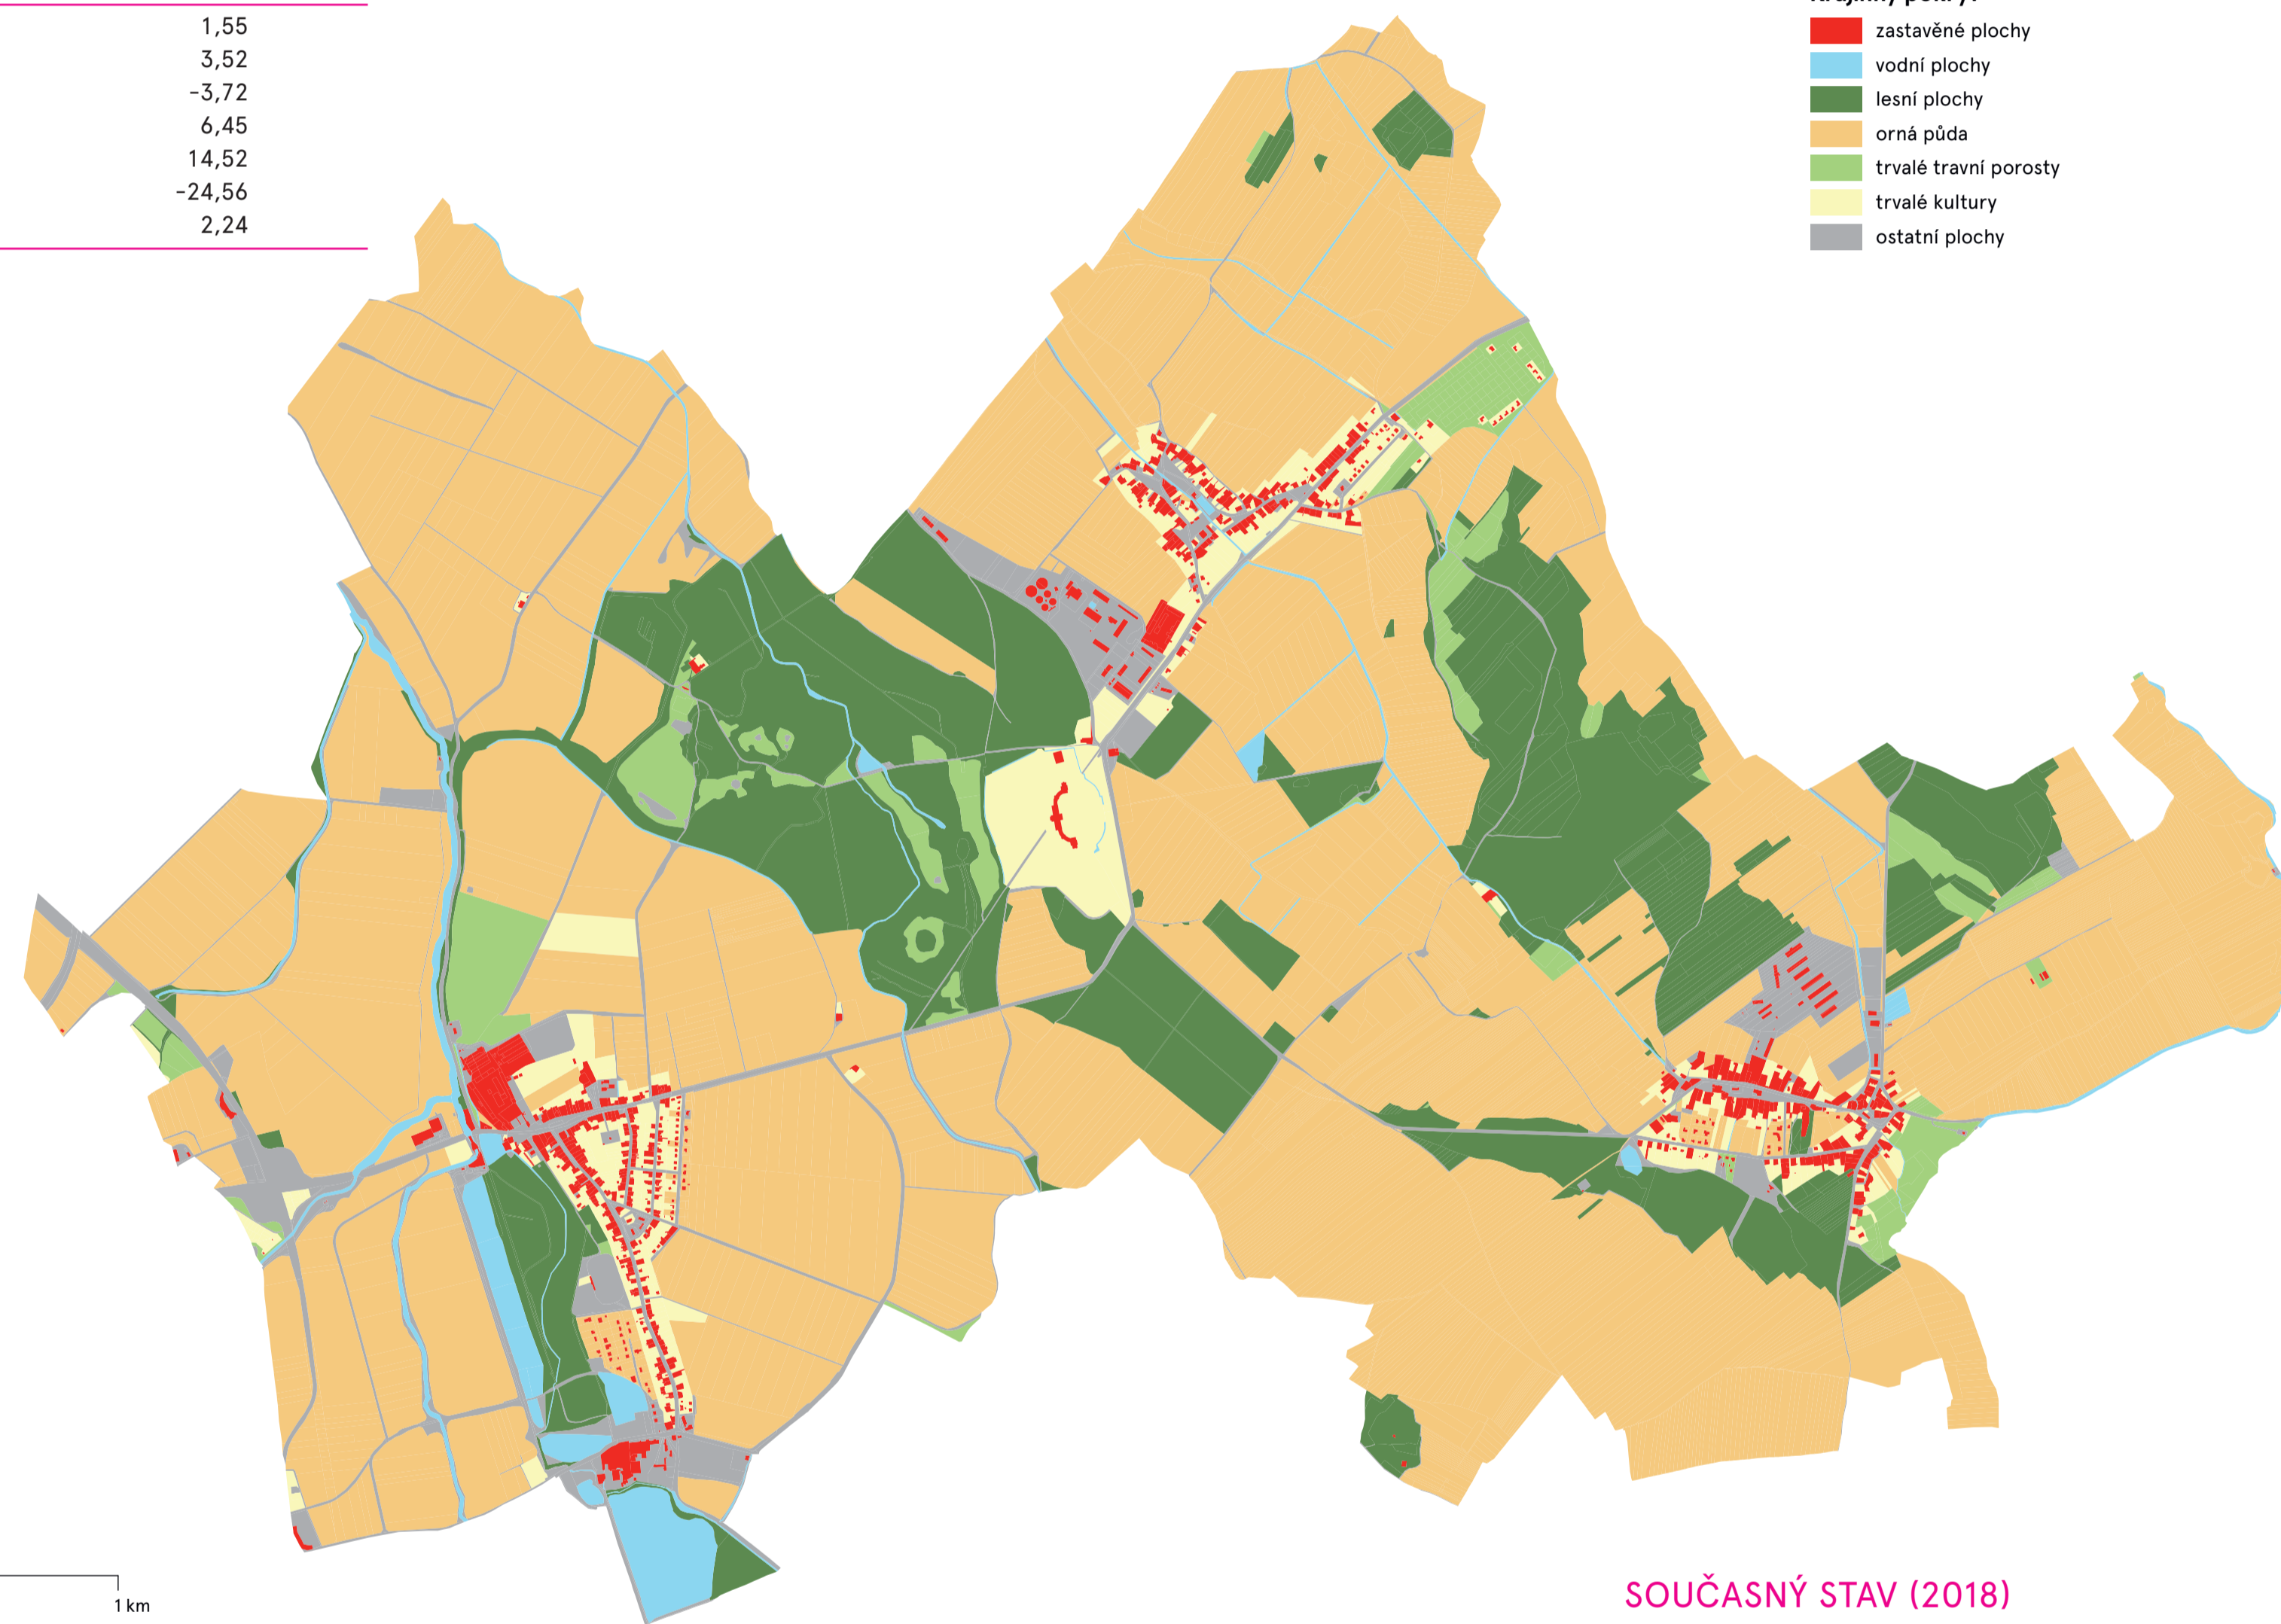 1,55
3,52
-3,72
6,45
14,52
-24,56
2,24
zastavěné plochy
vodní plochy
lesní plochy
orná půda
trvalé travní porosty
trvalé kultury
ostatní plochy
1 km
SOUČASNÝ STAV (2018)